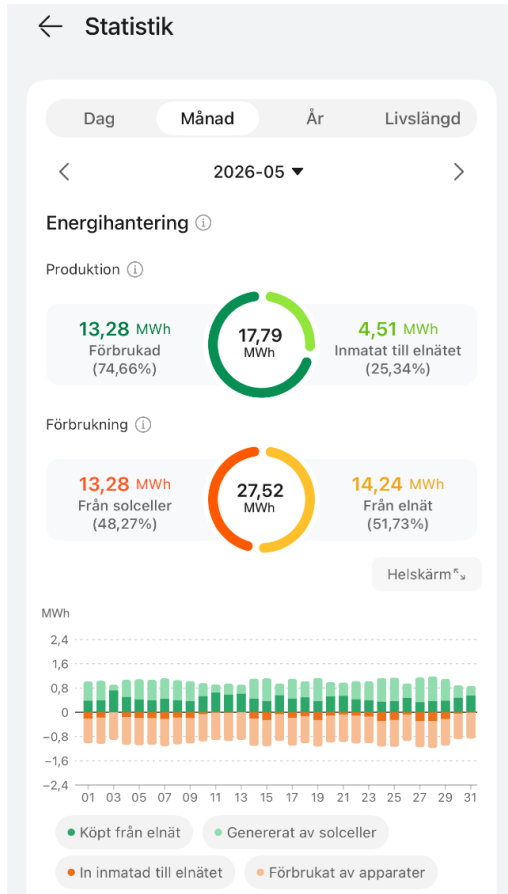 Statistik
Dag Månad År Livslängd
2026-05
Energihantering
Produktion
13,28 MWh
Förbrukad
(74,66%)
17,79
MWh
4,51 MWh
Inmatat till elnätet
(25,34%)
Förbrukning
13,28 MWh
Från solceller
(48,27%)
27,52
MWh
14,24 MWh
Från elnät
(51,73%)
Helskärm
MWh
2,4
1,6
0,8
0
−0,8
−1,6
−2,4
01 03 05 07 09 11 13 15 17 19 21 23 25 27 29 31
Köpt från elnät
Genererat av solceller
In inmatad till elnätet
Förbrukat av apparater